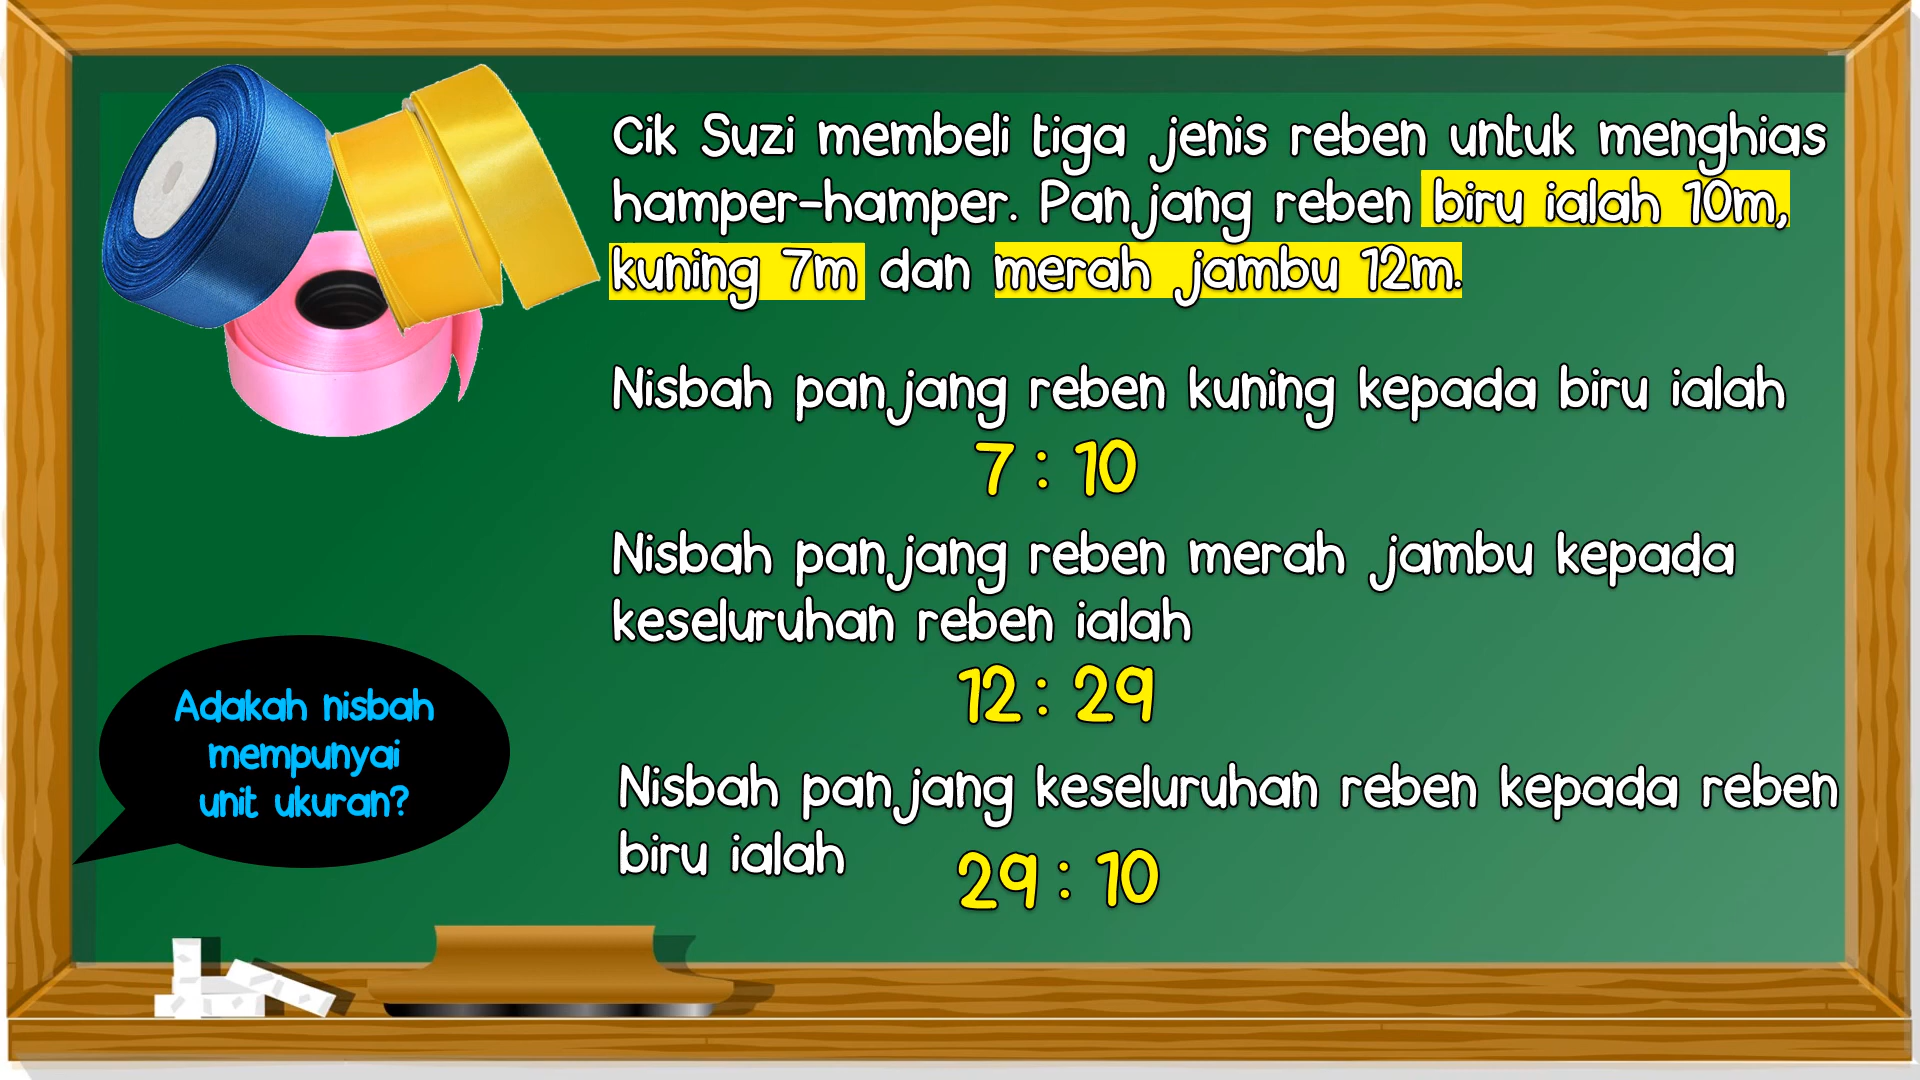 Cik Suzi membeli tiga jenis reben untuk menghias
hamper-hamper. Panjang reben biru ialah 10m,
kuning 7m dan merah jambu 12m.
Nisbah panjang reben kuning kepada biru ialah
7 : 10
Nisbah panjang reben merah jambu kepada
keseluruhan reben ialah
12 : 29
Nisbah panjang keseluruhan reben kepada reben
biru ialah
29 : 10
Adakah nisbah
mempunyai
unit ukuran?